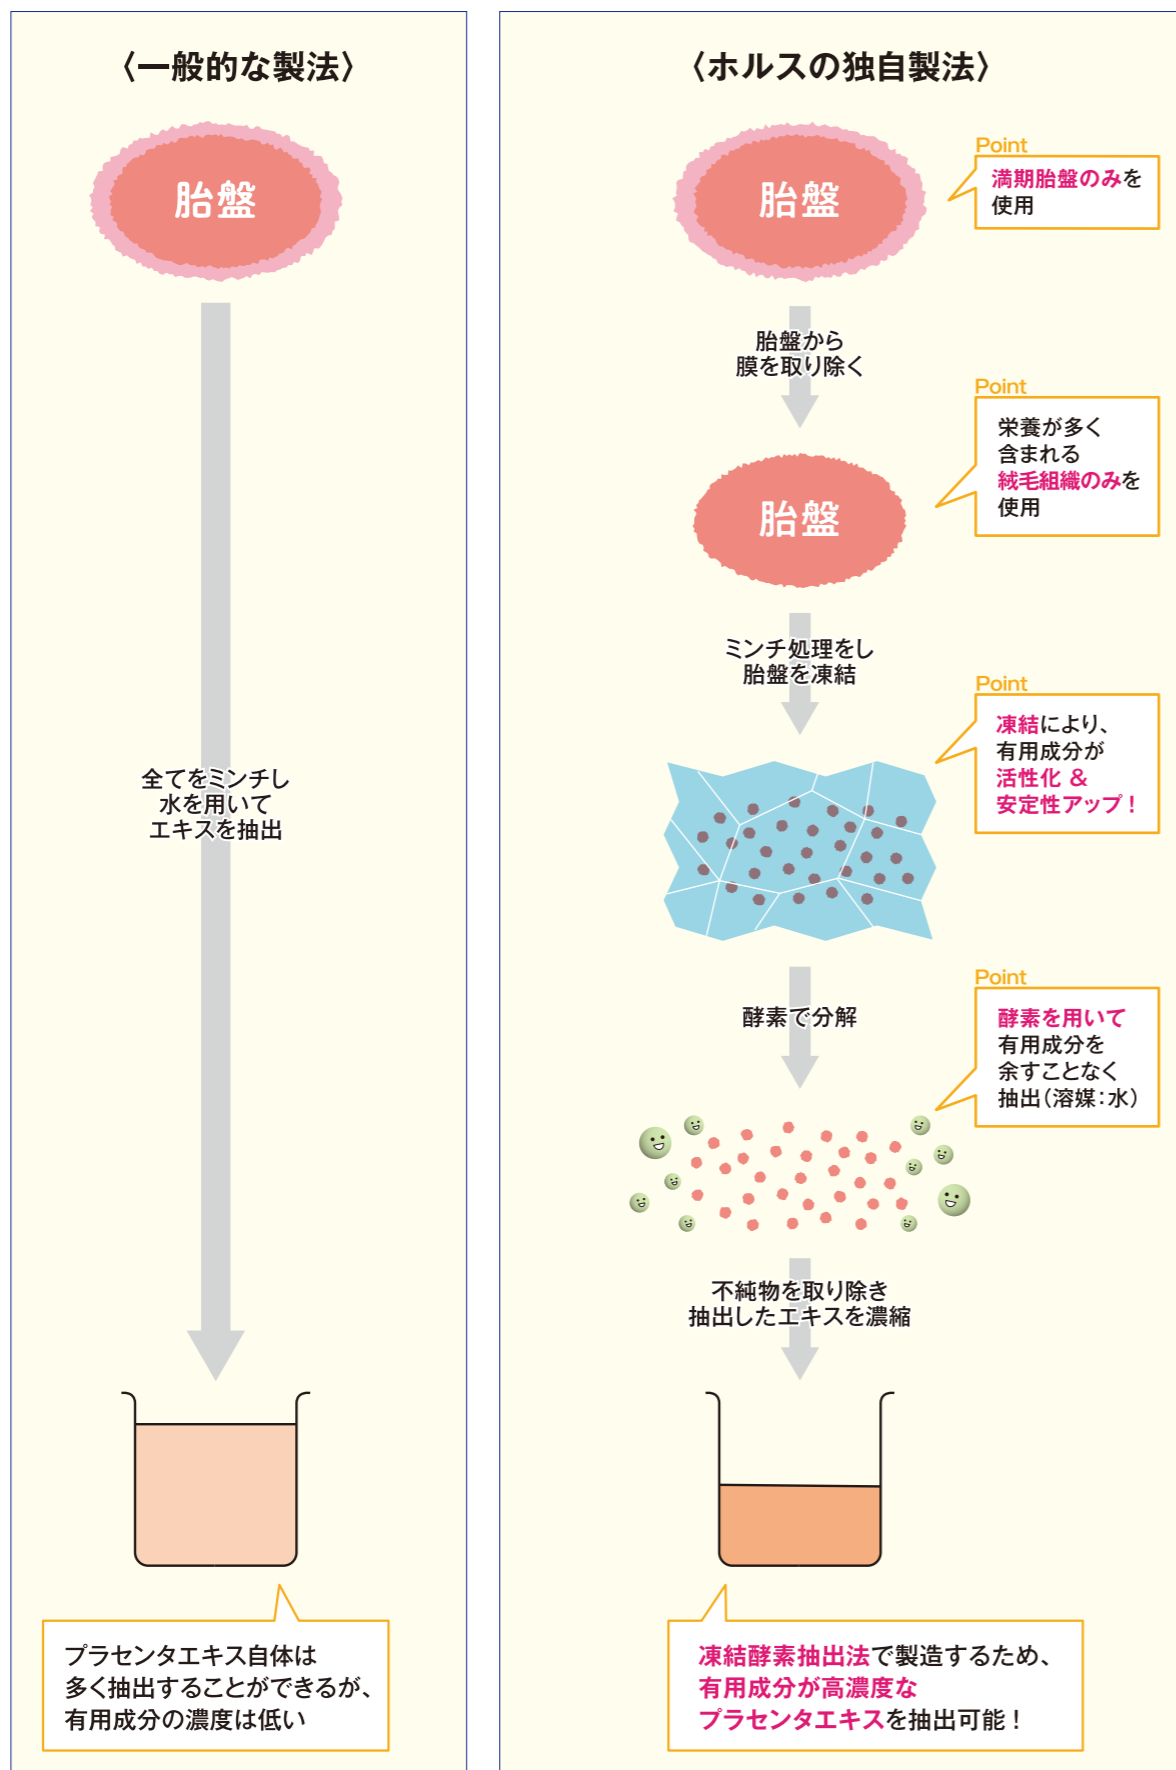 〈一般的な製法〉
胎盤
全てをミンチし
水を用いて
エキスを抽出
プラセンタエキス自体は
多く抽出することができるが、
有用成分の濃度は低い
〈ホルスの独自製法〉
胎盤
Point
満期胎盤のみを
使用
胎盤から
膜を取り除く
Point
栄養が多く
含まれる
絨毛組織のみを
使用
胎盤
ミンチ処理をし
胎盤を凍結
Point
凍結により、
有用成分が
活性化 &
安定性アップ！
酵素で分解
Point
酵素を用いて
有用成分を
余すことなく
抽出（溶媒：水）
不純物を取り除き
抽出したエキスを濃縮
凍結酵素抽出法で製造するため、
有用成分が高濃度な
プラセンタエキスを抽出可能！